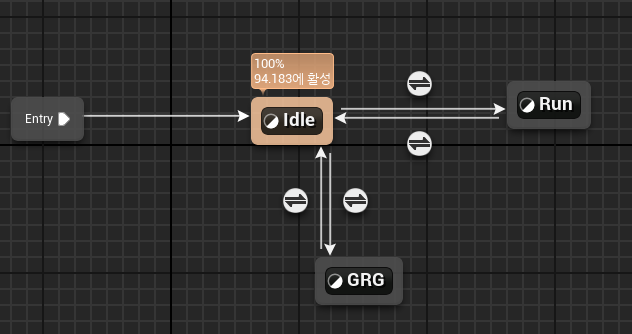 100%
94.183에 활성
Entry
Idle
Run
GRG